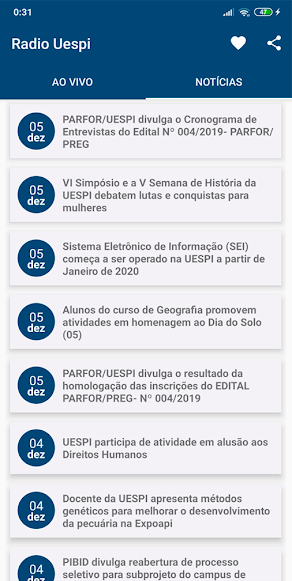 0:31
47
Radio Uespi
AO VIVO
NOTÍCIAS
05
dez
PARFOR/UESPI divulga o Cronograma de
Entrevistas do Edital Nº 004/2019- PARFOR/
PREG
05
dez
VI Simpósio e a V Semana de História da
UESPI debatem lutas e conquistas para
mulheres
05
dez
Sistema Eletrônico de Informação (SEI)
começa a ser operado na UESPI a partir de
Janeiro de 2020
05
dez
Alunos do curso de Geografia promovem
atividades em homenagem ao Dia do Solo
(05)
05
dez
PARFOR/UESPI divulga o resultado da
homologação das inscrições do EDITAL
PARFOR/PREG- Nº 004/2019
04
dez
UESPI participa de atividade em alusão aos
Direitos Humanos
04
dez
Docente da UESPI apresenta métodos
genéticos para melhorar o desenvolvimento
da pecuária na Expoapi
04
dez
PIBID divulga reabertura de processo
seletivo para subprojeto do campus de